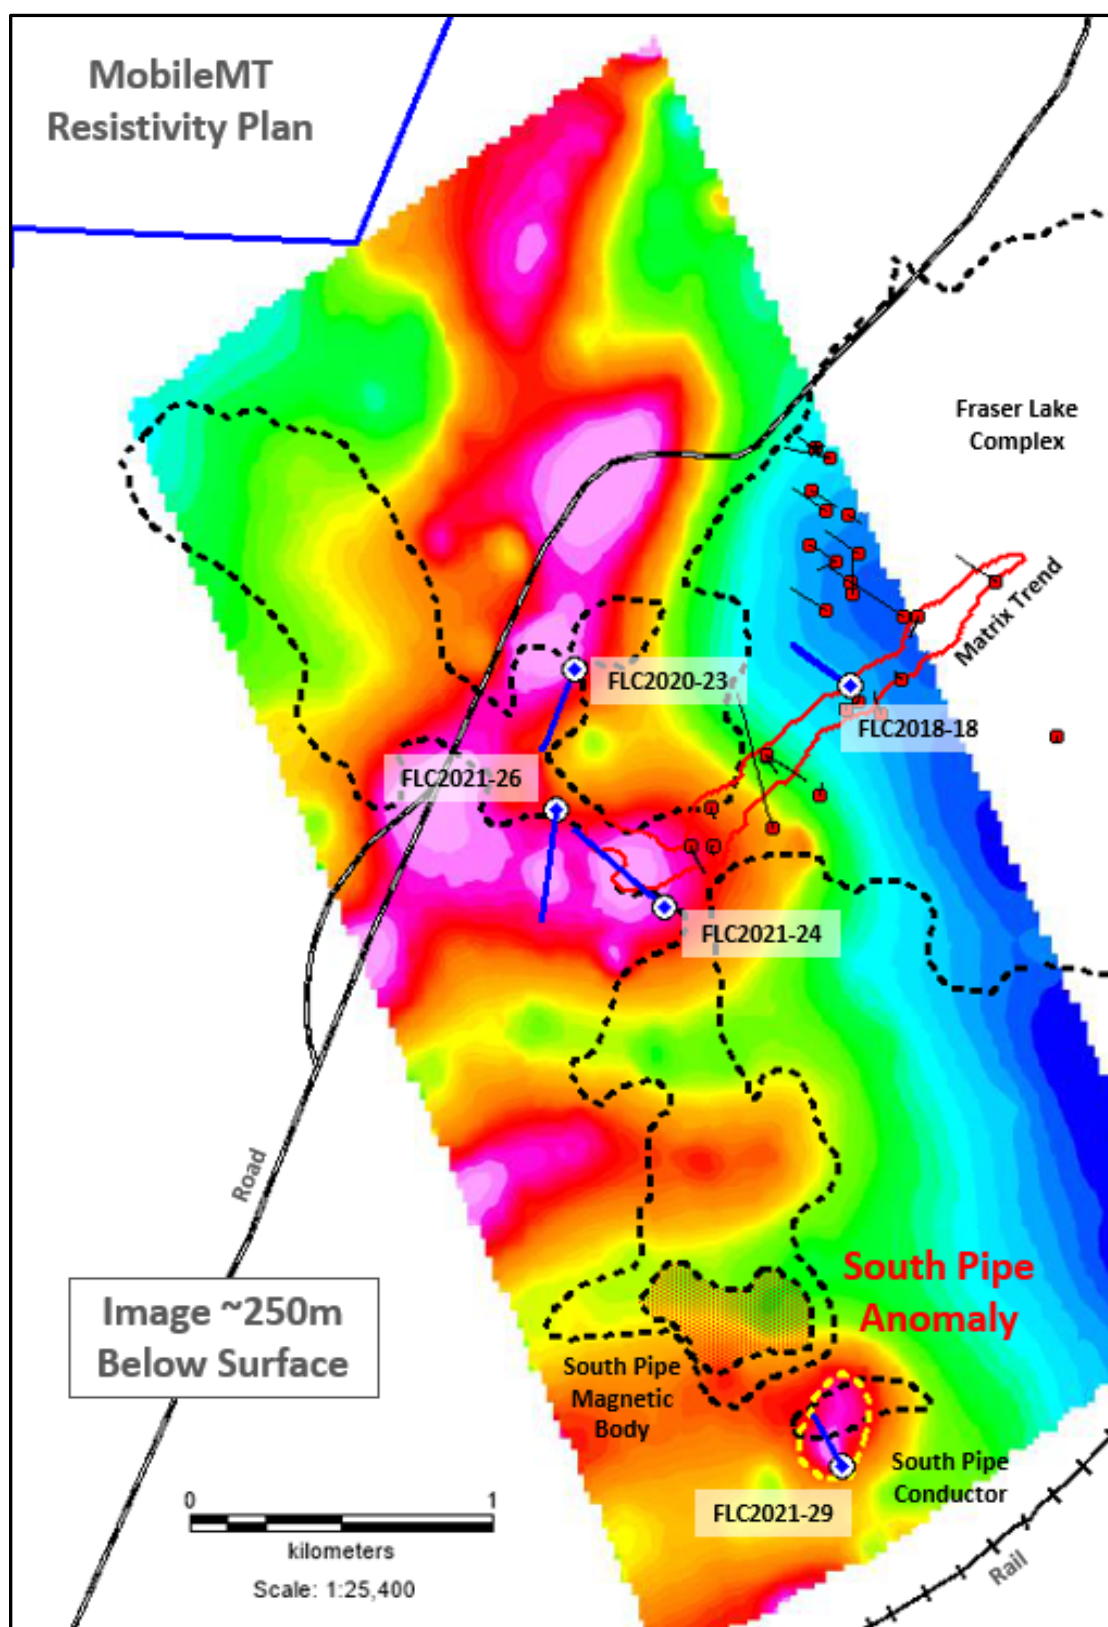 MobileMT
Resistivity Plan
Fraser Lake
Complex
Matrix Trend
FLC2020-23
FLC2018-18
FLC2021-26
FLC2021-24
Road
South Pipe
Anomaly
Image ~250m
Below Surface
South Pipe
Magnetic
Body
South Pipe
Conductor
FLC2021-29
0 1
kilometers
Scale: 1:25,400
Rail